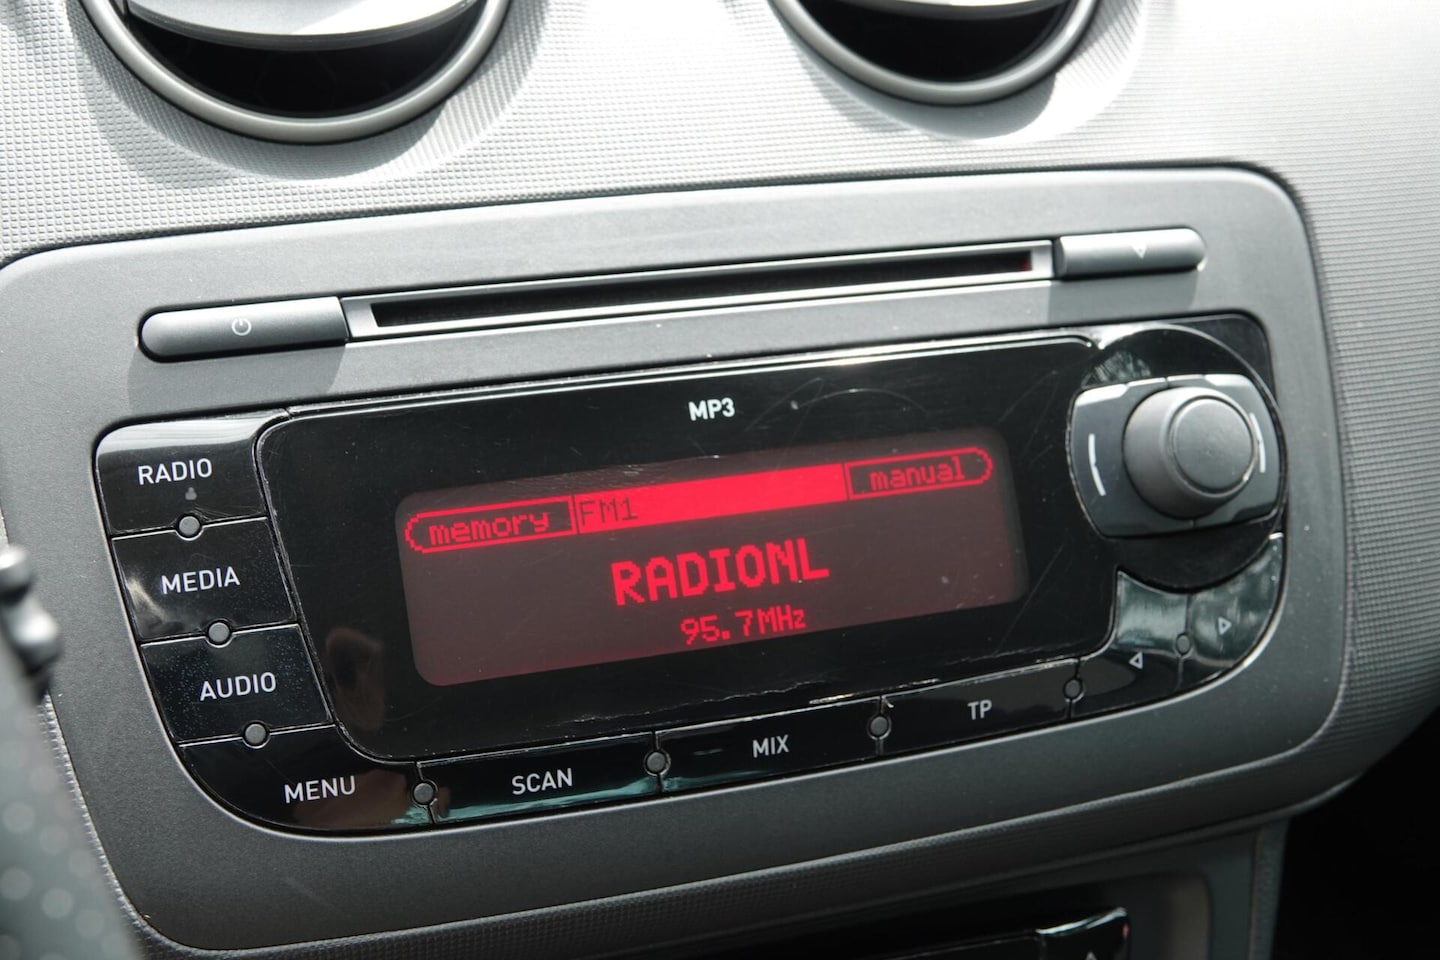 MP3
RADIO
memory FM1 manual
RADIONL
95.7MHz
MEDIA
AUDIO
MENU
SCAN
MIX
TP